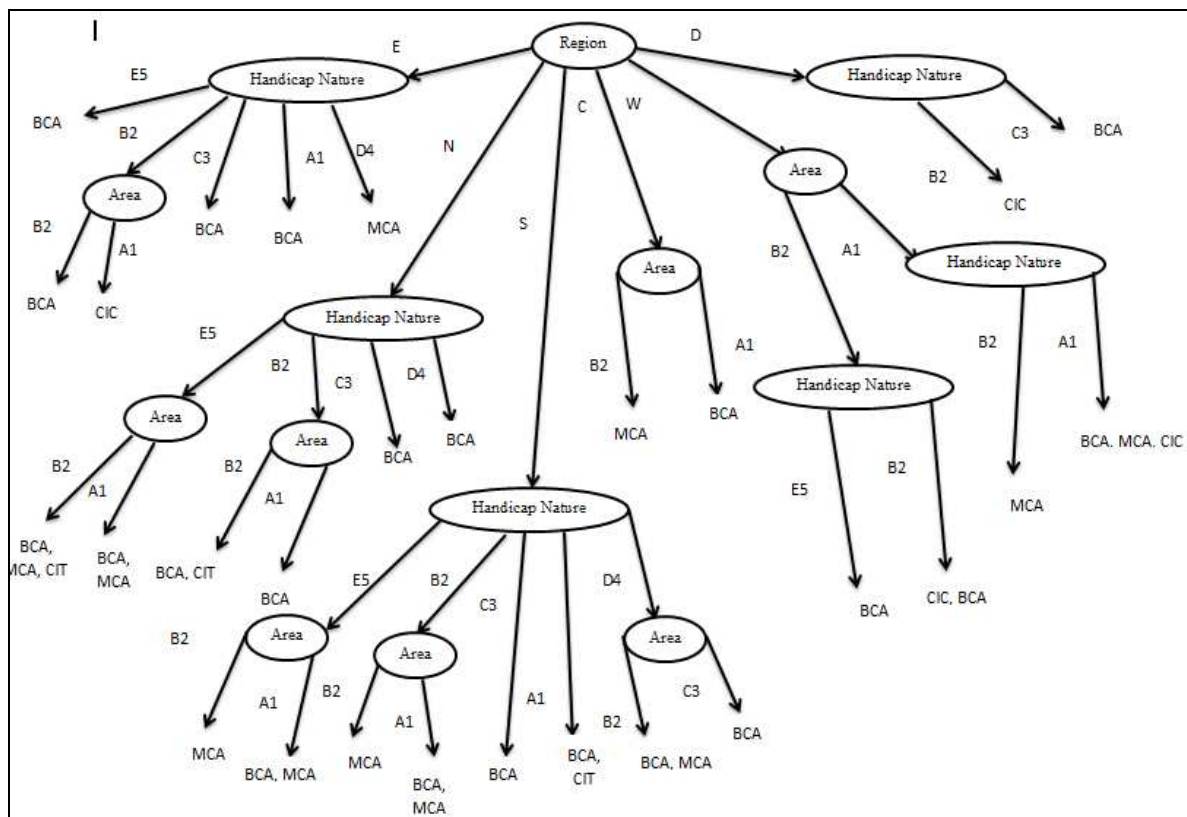 Region
E
D
E5
Handicap Nature
Handicap Nature
C
W
BCA
B2
C3
A1
D4
N
C3
BCA
Area
Area
B2
B2
A1
BCA
BCA
MCA
CIC
S
B2
A1
BCA
CIC
Area
Handicap Nature
Handicap Nature
E5
B2
C3
D4
B2
A1
B2
A1
Handicap Nature
Area
MCA
BCA
Area
BCA
BCA
BCA. MCA. CIC
B2
A1
B2
A1
E5
B2
Handicap Nature
MCA
BCA,
MCA, CIT
BCA,
MCA
BCA, CIT
BCA
E5
B2
C3
D4
BCA
CIC, BCA
B2
Area
Area
Area
A1
B2
A1
A1
B2
C3
MCA
BCA, MCA
MCA
BCA,
MCA
BCA
BCA,
CIT
BCA, MCA
BCA